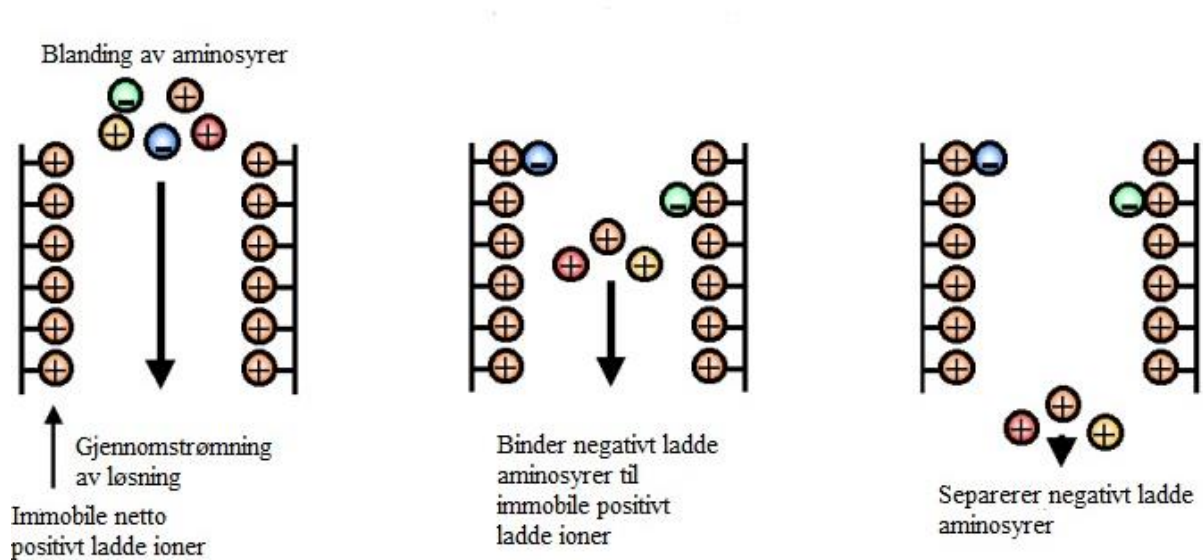 Blanding av aminosyrer
Gjennomstrømning
av løsning
Immobile netto
positivt ladde ioner
Binder negativt ladde
aminosyrer til
immobile positivt
ladde ioner
Separerer negativt ladde
aminosyrer